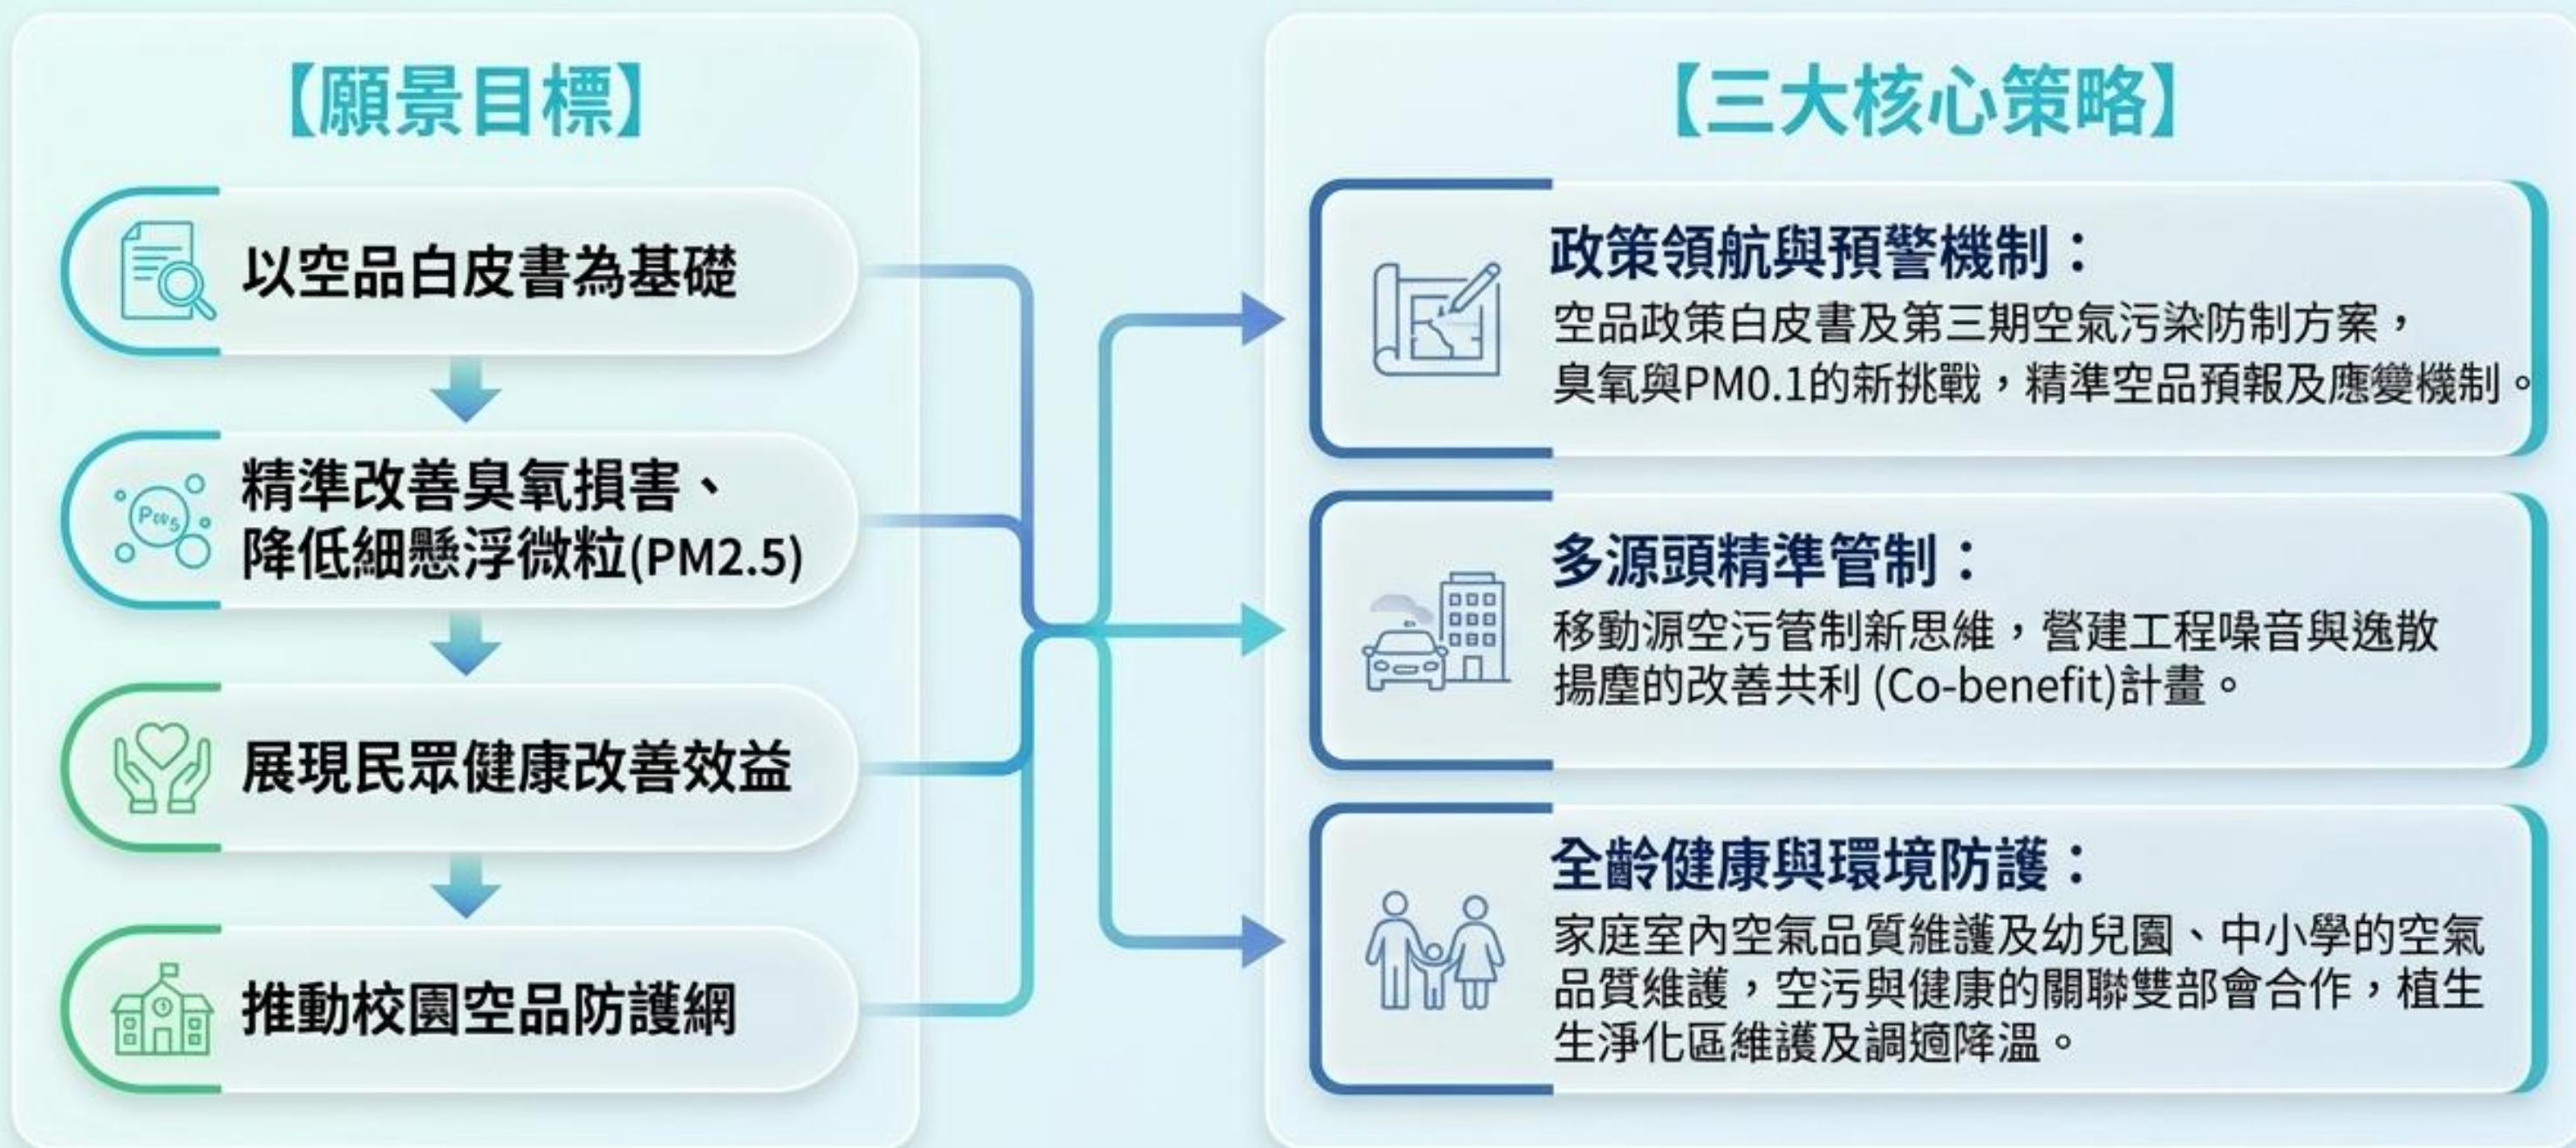 【願景目標】
以空品白皮書為基礎
精準改善臭氧損害、
降低細懸浮微粒(PM2.5)
展現民眾健康改善效益
推動校園空品防護網
【三大核心策略】
政策領航與預警機制：
空品政策白皮書及第三期空氣污染防制方案，
臭氧與PM0.1的新挑戰，精準空品預報及應變機制。
多源頭精準管制：
移動源空污管制新思維，營建工程噪音與逸散
揚塵的改善共利 (Co-benefit)計畫。
全齡健康與環境防護：
家庭室內空氣品質維護及幼兒園、中小學的空氣
品質維護，空污與健康的關聯雙部會合作，植生
生淨化區維護及調適降溫。